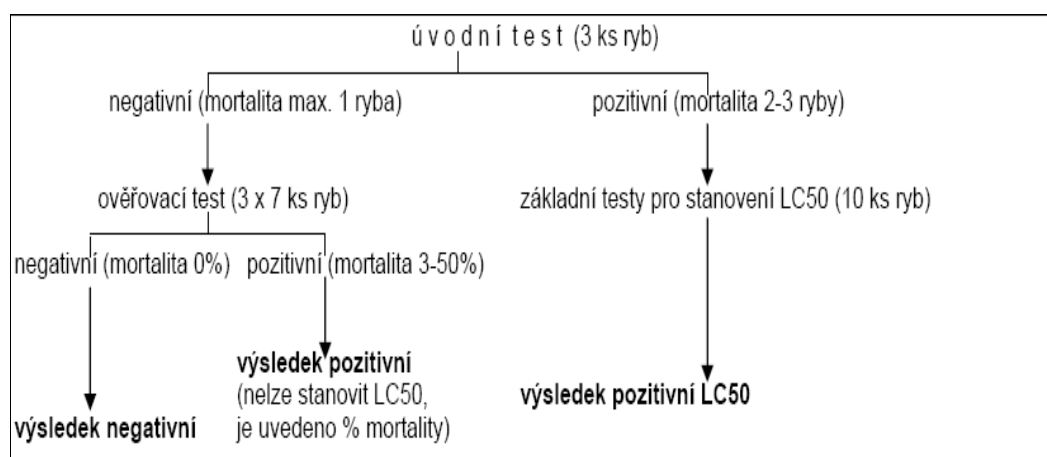 ú v o d n í  t e s t  (3 ks ryb)
negativní (mortalita max. 1 ryba)
pozitivní (mortalita 2-3 ryby)
ověřovací test (3 x 7 ks ryb)
základní testy pro stanovení LC50 (10 ks ryb)
negativní (mortalita 0%)
pozitivní (mortalita 3-50%)
výsledek pozitivní
(nelze stanovit LC50,
je uvedeno % mortality)
výsledek pozitivní LC50
výsledek negativní